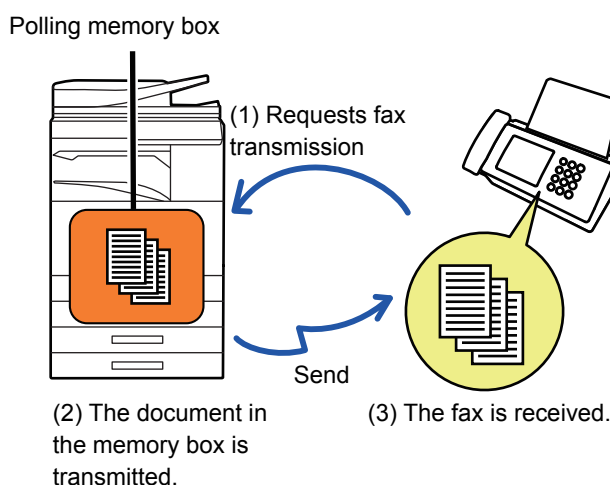 Polling memory box
(1) Requests fax
transmission
Send
(2) The document in
the memory box is
transmitted.
(3) The fax is received.